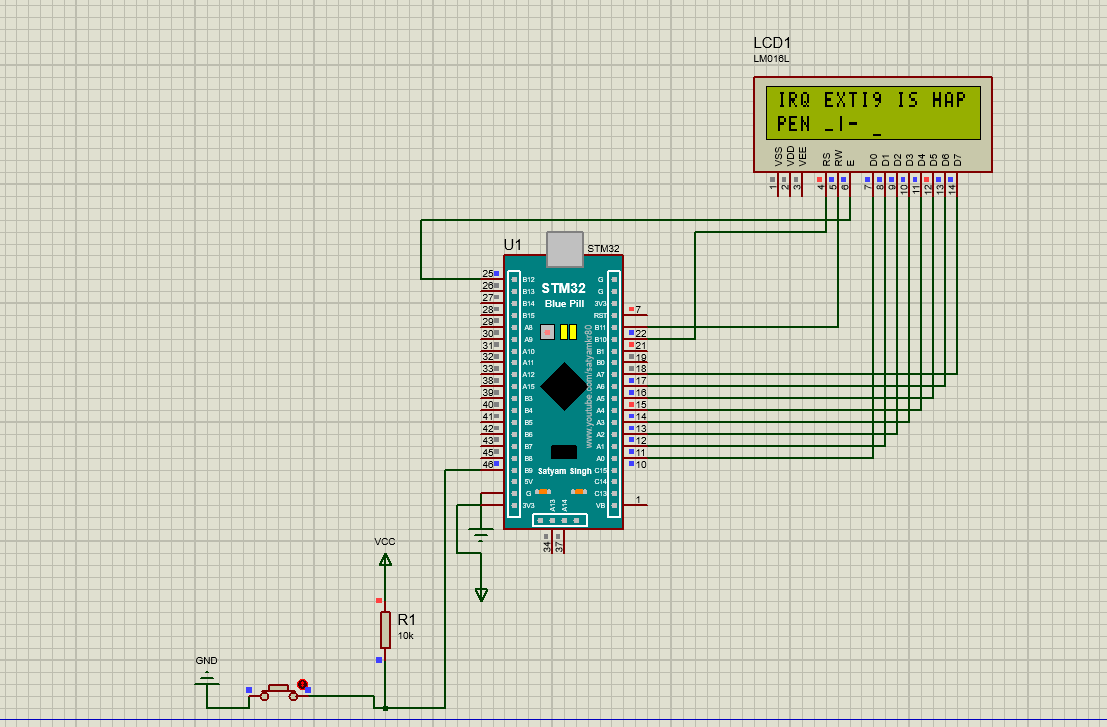 LCD1
LM016L
IRQ EXTI9 IS HAP
PEN _|- _
VSS VDD VEE RS RW E D0 D1 D2 D3 D4 D5 D6 D7
1 2 3 4 5 6 7 8 9 10 11 12 13 14
U1 STM32
STM32
Blue Pill
www.youtube.com/satyamkr80
Satyam Singh
25 B12
26 B13
27 B14
28 B15
29 A8
30 A9
31 A10
32 A11
33 A12
38 A15
39 B3
40 B4
41 B5
42 B6
43 B7
45 B8
46 B9
5V
G
3V3
G
G
3V3
RST 7
B11 22
B10 21
B1 19
B0 18
A7 17
A6 16
A5 15
A4 14
A3 13
A2 12
A1 11
A0 10
C15
C14
C13
VB 1
A13 A14
34 37
VCC
R1
10k
GND